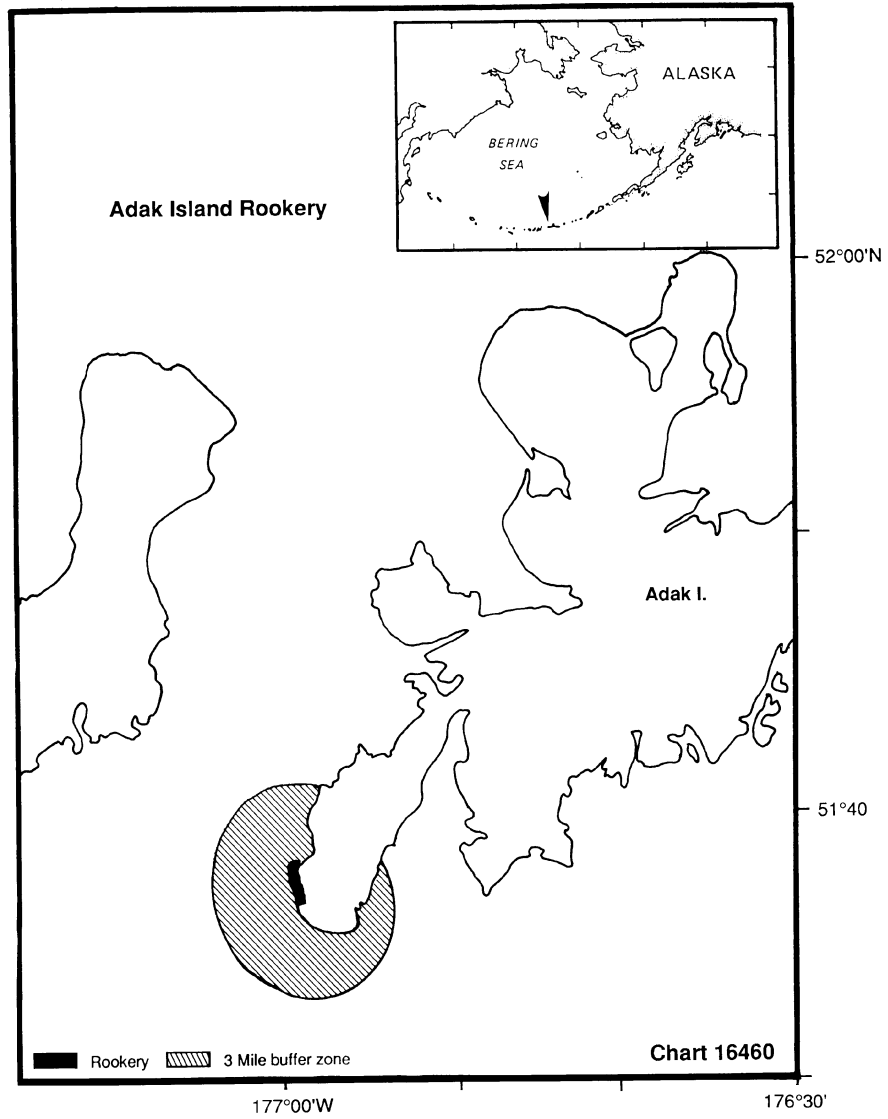 ALASKA
BERING
SEA
Adak Island Rookery
52°00'N
Adak I.
51°40
Rookery
3 Mile buffer zone
Chart 16460
177°00'W
176°30'